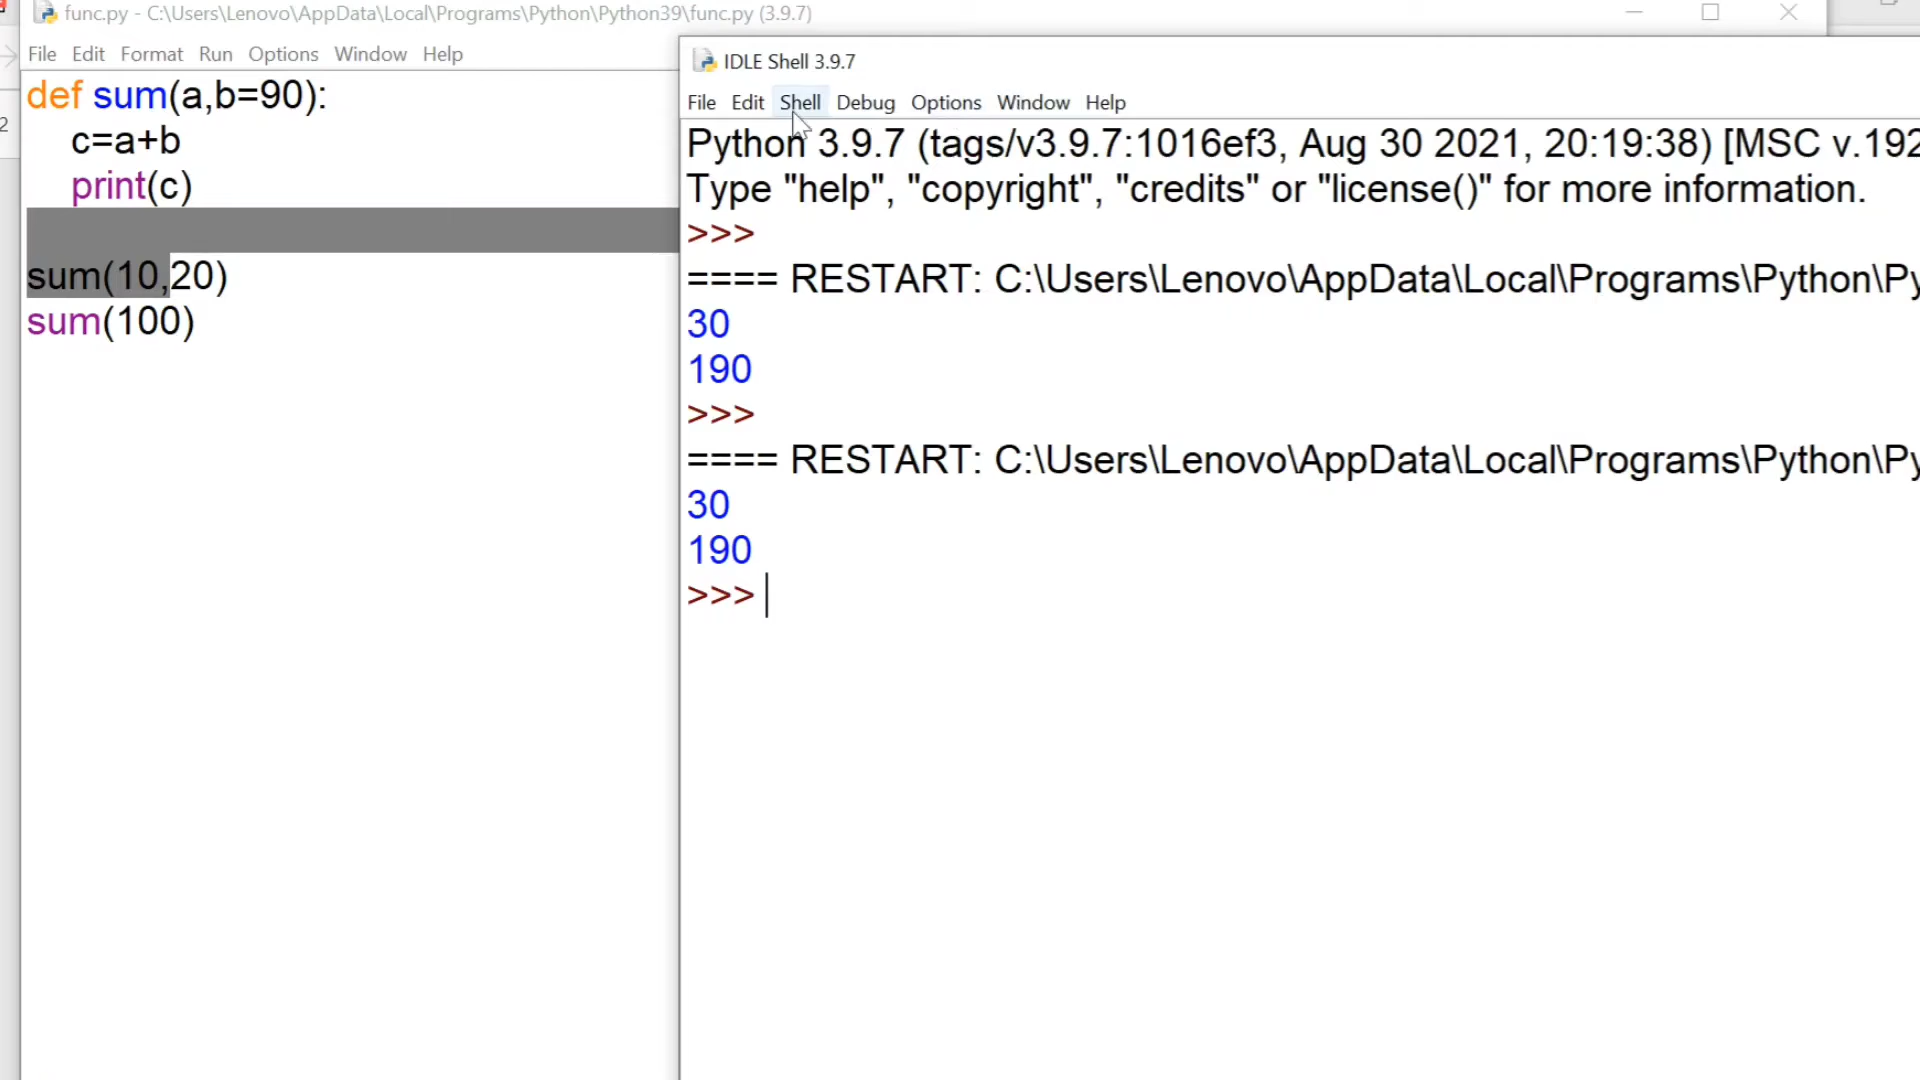 func.py - C:\Users\Lenovo\AppData\Local\Programs\Python\Python39\func.py (3.9.7)
File Edit Format Run Options Window Help
def sum(a,b=90):
    c=a+b
    print(c)
sum(10,20)
sum(100)
2
IDLE Shell 3.9.7
File Edit Shell Debug Options Window Help
Python 3.9.7 (tags/v3.9.7:1016ef3, Aug 30 2021, 20:19:38) [MSC v.192
Type "help", "copyright", "credits" or "license()" for more information.
>>>
==== RESTART: C:\Users\Lenovo\AppData\Local\Programs\Python\Py
30
190
>>>
==== RESTART: C:\Users\Lenovo\AppData\Local\Programs\Python\Py
30
190
>>>